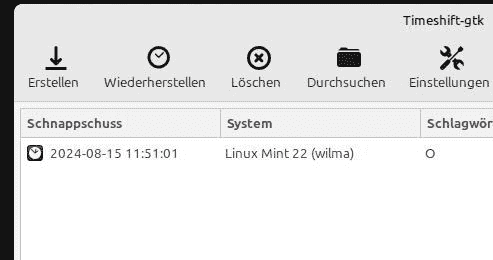 Timeshift-gtk
Erstellen Wiederherstellen Löschen Durchsuchen Einstellungen
Schnappschuss System Schlagwör
2024-08-15 11:51:01 Linux Mint 22 (wilma) O